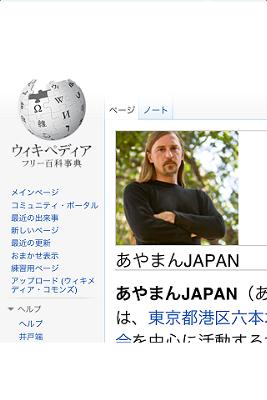 ウィキペディア
フリー百科事典
メインページ
コミュニティ・ポータル
最近の出来事
新しいページ
最近の更新
おまかせ表示
練習用ページ
アップロード (ウィキメ
ディア・コモンズ)
ヘルプ
ヘルプ
井戸端
ページ
ノート
あやまんJAPAN
あやまんJAPAN（あ
は、東京都港区六本
会を中心に活動する